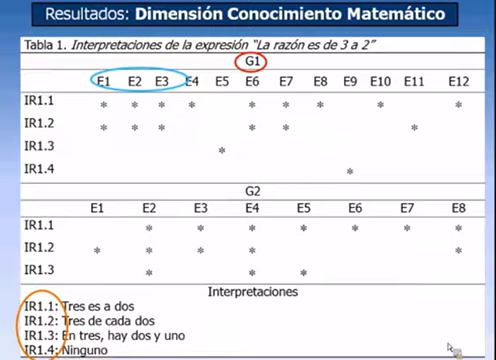 Resultados: Dimensión Conocimiento Matemático
Tabla 1. Interpretaciones de la expresión "La razón es de 3 a 2"
G1
E1 E2 E3 E4 E5 E6 E7 E8 E9 E10 E11 E12
IR1.1 * * * * * * * * *
IR1.2 * * * * * *
IR1.3 *
IR1.4 *
G2
E1 E2 E3 E4 E5 E6 E7 E8
IR1.1 * * * * * * *
IR1.2 * * * * *
IR1.3 * * *
Interpretaciones
IR1.1: Tres es a dos
IR1.2: Tres de cada dos
IR1.3: En tres, hay dos y uno
IR1.4: Ninguno